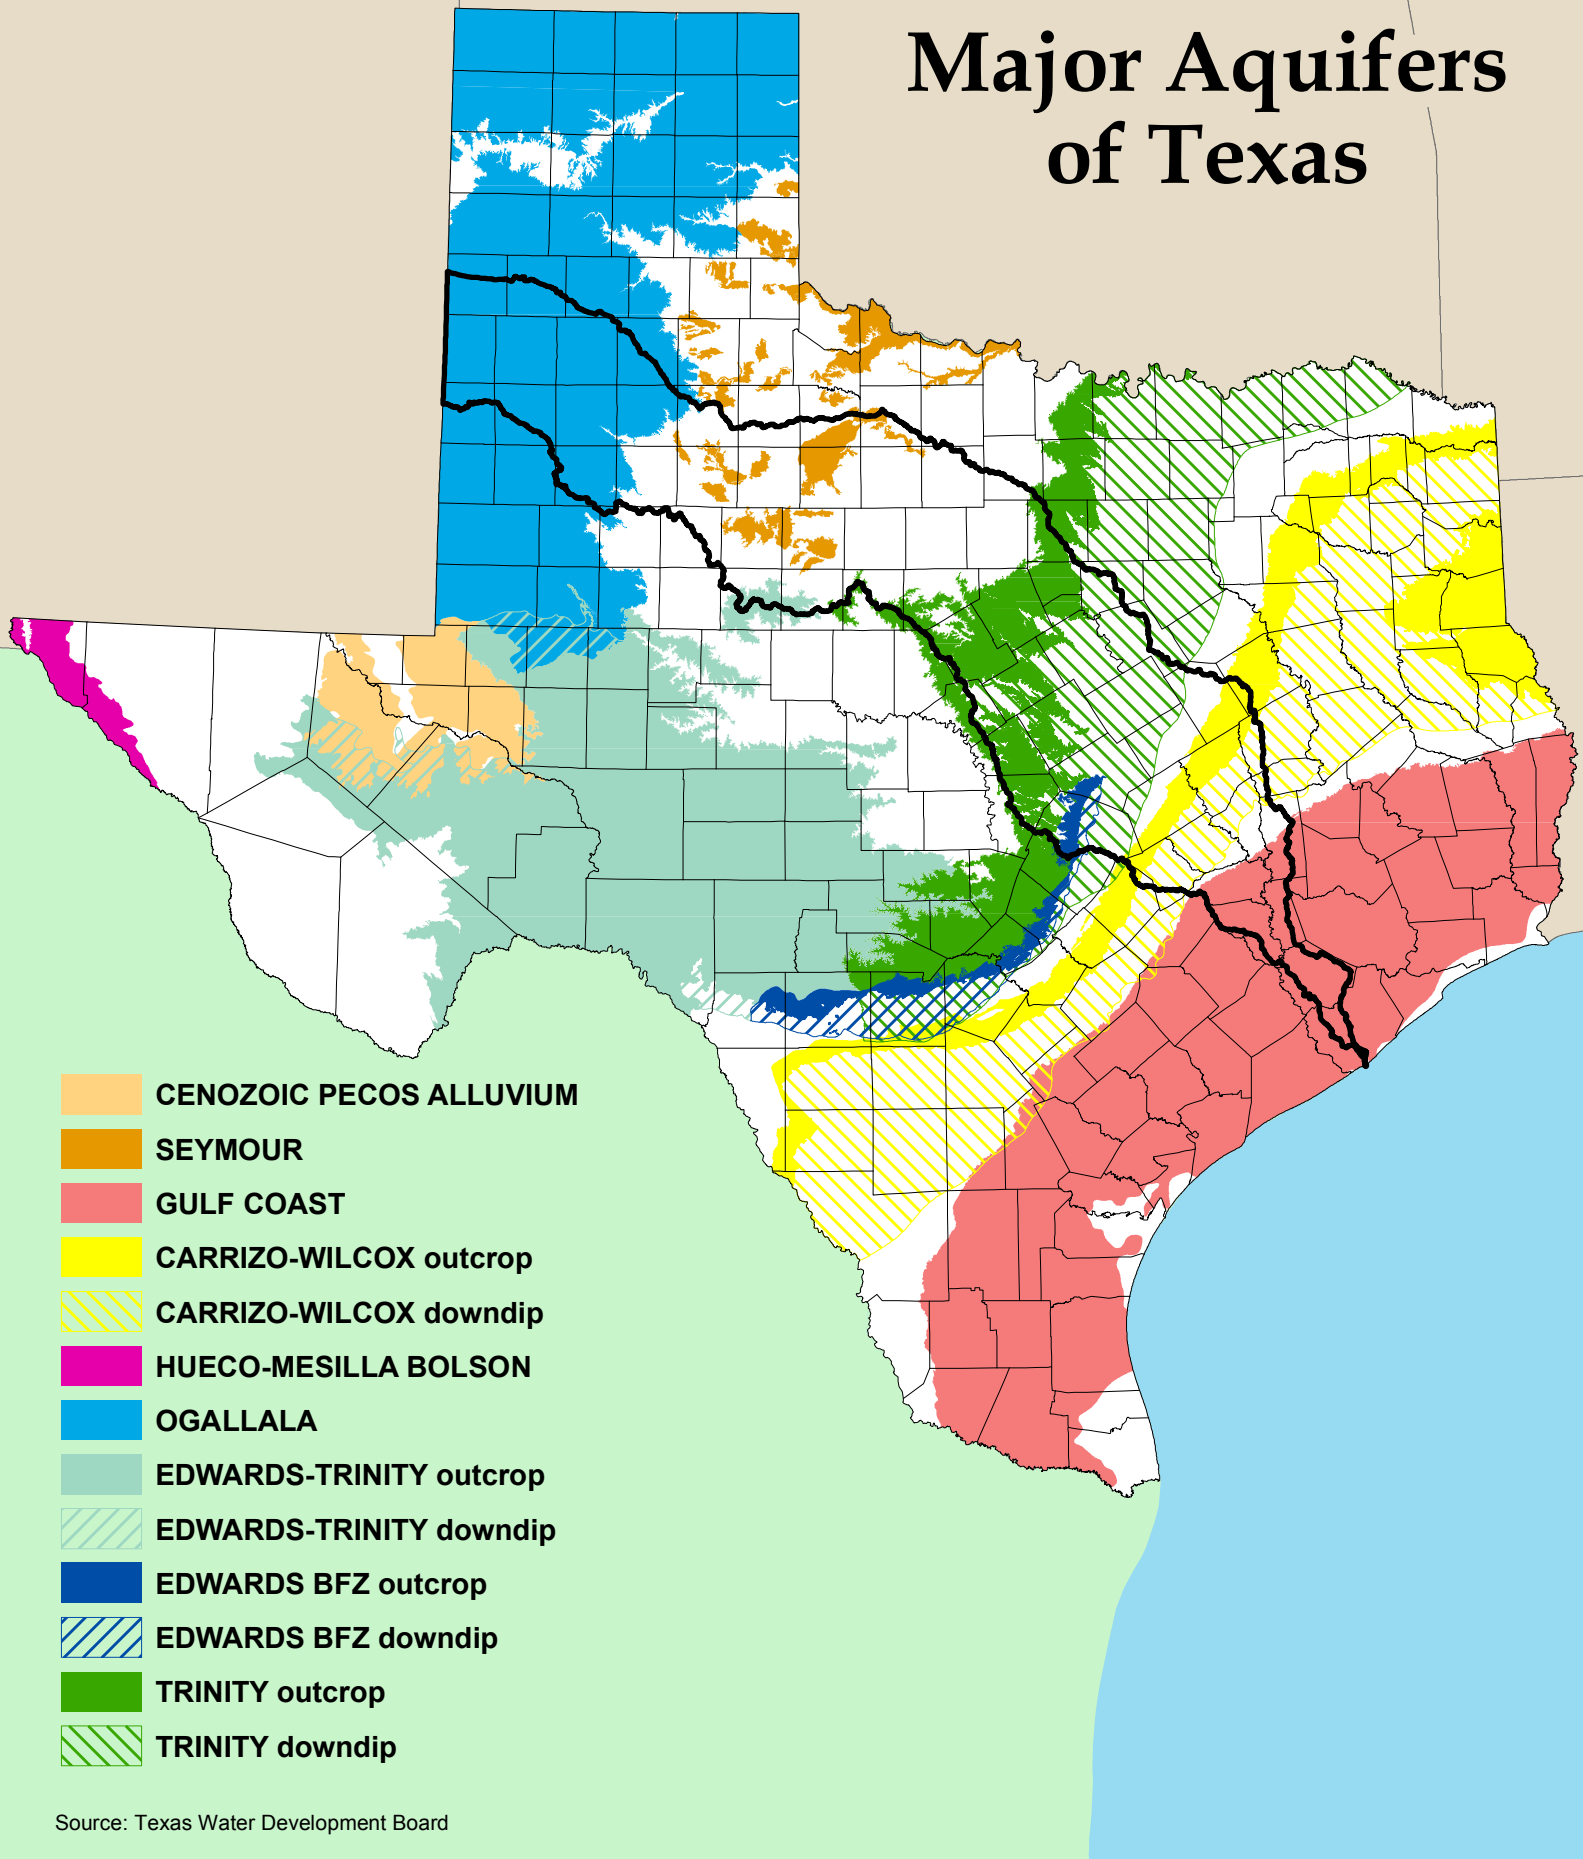 Major Aquifers
of Texas
CENOZOIC PECOS ALLUVIUM
SEYMOUR
GULF COAST
CARRIZO-WILCOX outcrop
CARRIZO-WILCOX downdip
HUECO-MESILLA BOLSON
OGALLALA
EDWARDS-TRINITY outcrop
EDWARDS-TRINITY downdip
EDWARDS BFZ outcrop
EDWARDS BFZ downdip
TRINITY outcrop
TRINITY downdip
Source: Texas Water Development Board